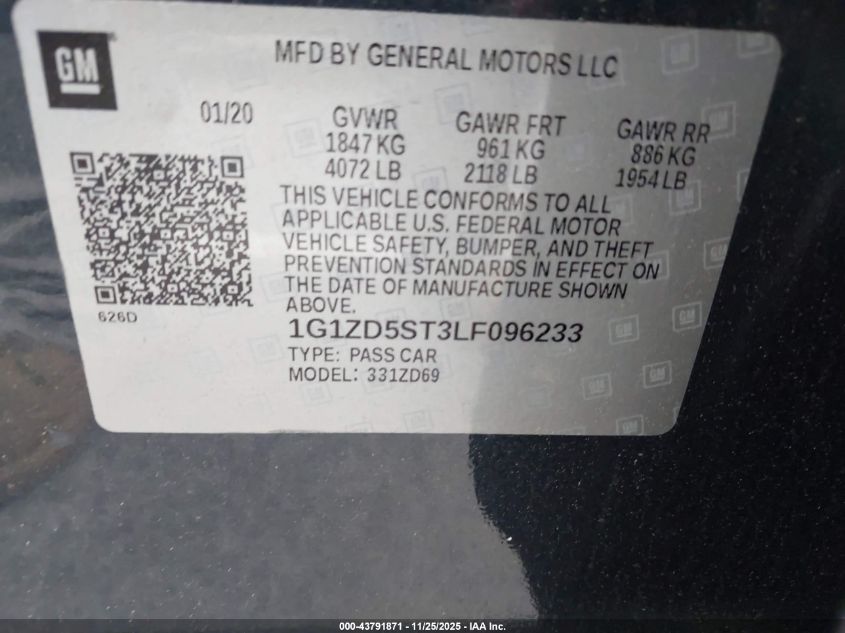 GM
MFD BY GENERAL MOTORS LLC
01/20
GVWR
1847 KG
4072 LB
GAWR FRT
961 KG
2118 LB
GAWR RR
886 KG
1954 LB
THIS VEHICLE CONFORMS TO ALL
APPLICABLE U.S. FEDERAL MOTOR
VEHICLE SAFETY, BUMPER, AND THEFT
PREVENTION STANDARDS IN EFFECT ON
THE DATE OF MANUFACTURE SHOWN
ABOVE.
626D
1G1ZD5ST3LF096233
TYPE: PASS CAR
MODEL: 331ZD69
000-43791871 - 11/25/2025 - IAA Inc.